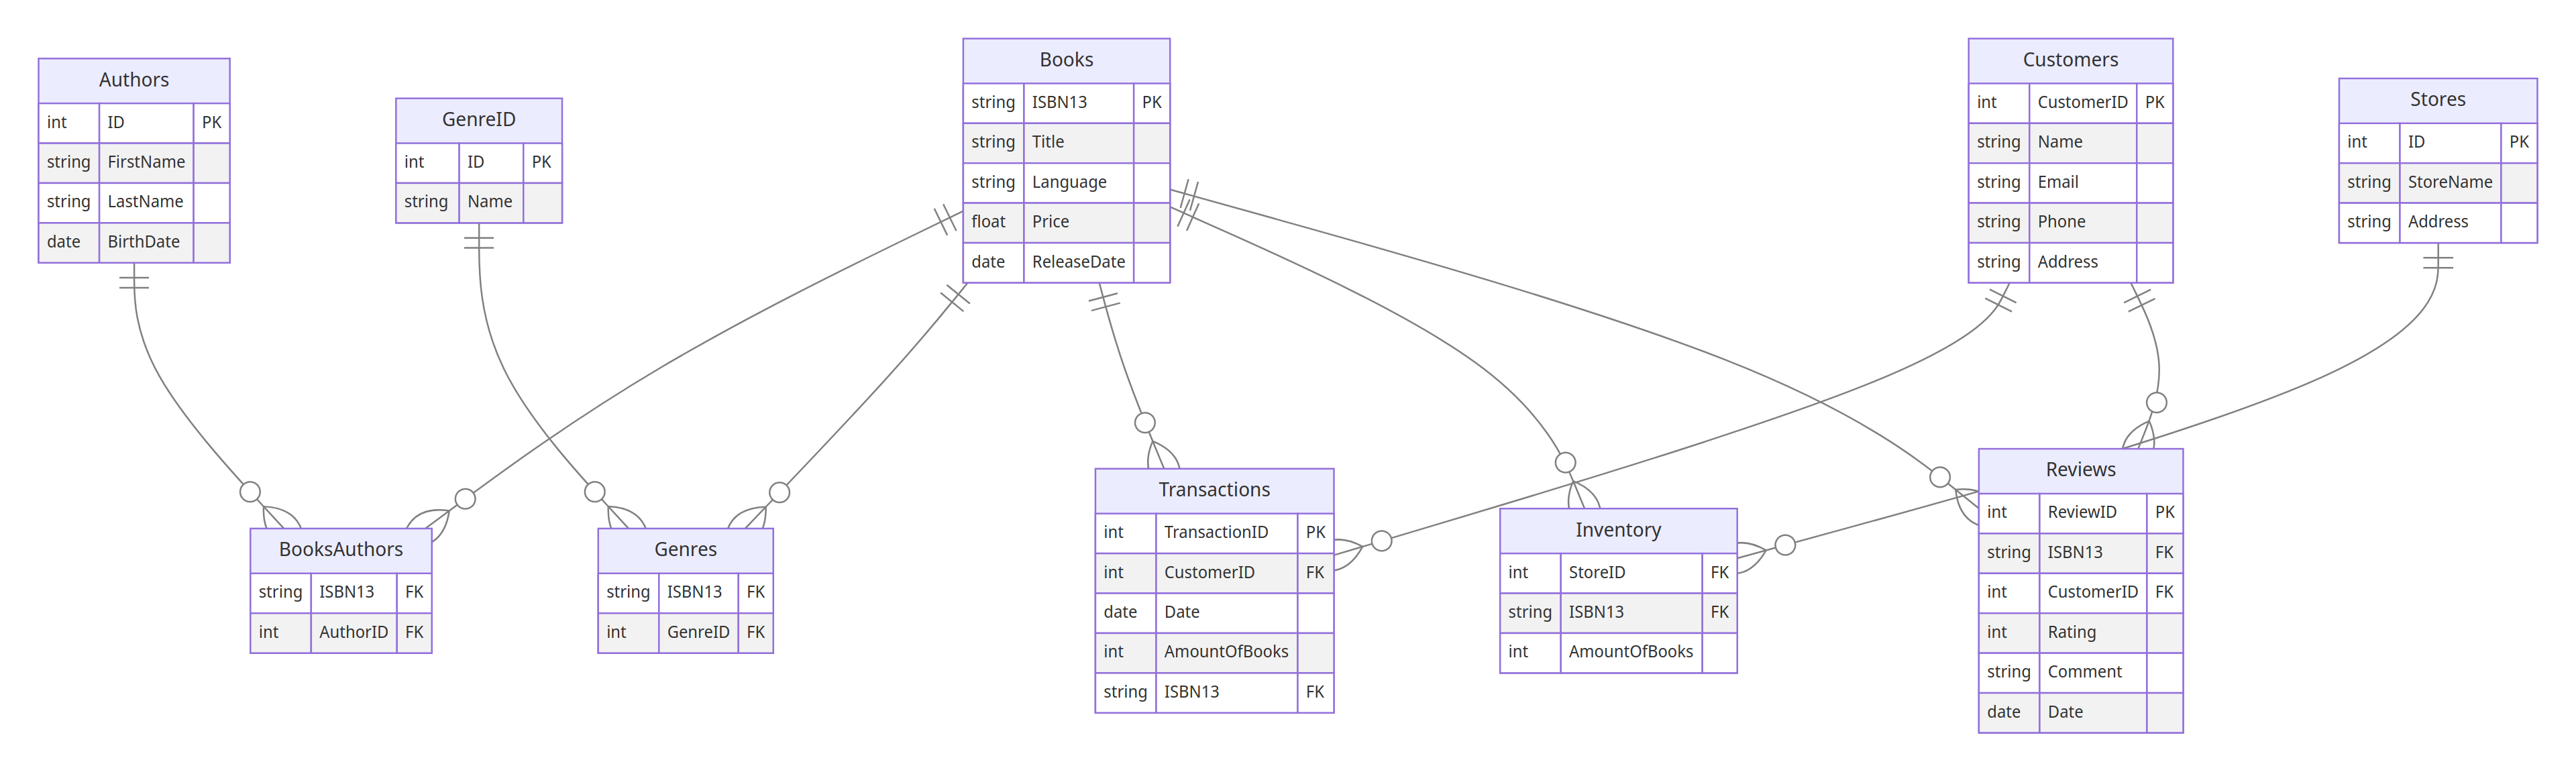 Authors
int ID PK
string FirstName
string LastName
date BirthDate
GenreID
int ID PK
string Name
Books
string ISBN13 PK
string Title
string Language
float Price
date ReleaseDate
Customers
int CustomerID PK
string Name
string Email
string Phone
string Address
Stores
int ID PK
string StoreName
string Address
BooksAuthors
string ISBN13 FK
int AuthorID FK
Genres
string ISBN13 FK
int GenreID FK
Transactions
int TransactionID PK
int CustomerID FK
date Date
int AmountOfBooks
string ISBN13 FK
Inventory
int StoreID FK
string ISBN13 FK
int AmountOfBooks
Reviews
int ReviewID PK
string ISBN13 FK
int CustomerID FK
int Rating
string Comment
date Date